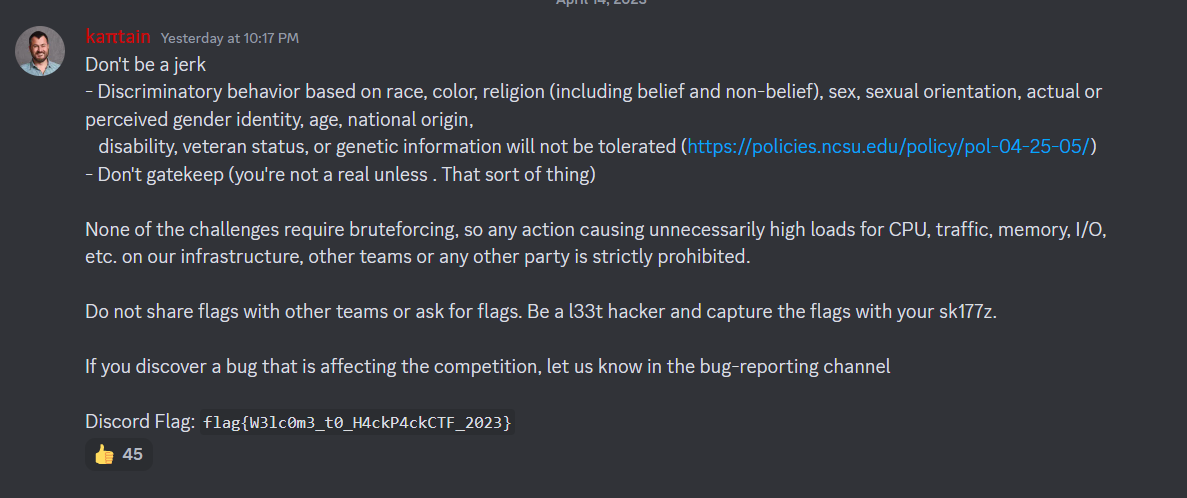 April 14, 2023
kaπtain Yesterday at 10:17 PM
Don't be a jerk
- Discriminatory behavior based on race, color, religion (including belief and non-belief), sex, sexual orientation, actual or
perceived gender identity, age, national origin,
disability, veteran status, or genetic information will not be tolerated (https://policies.ncsu.edu/policy/pol-04-25-05/)
- Don't gatekeep (you're not a real unless . That sort of thing)
None of the challenges require bruteforcing, so any action causing unnecessarily high loads for CPU, traffic, memory, I/O,
etc. on our infrastructure, other teams or any other party is strictly prohibited.
Do not share flags with other teams or ask for flags. Be a l33t hacker and capture the flags with your sk177z.
If you discover a bug that is affecting the competition, let us know in the bug-reporting channel
Discord Flag: flag{W3lc0m3_t0_H4ckP4ckCTF_2023}
45